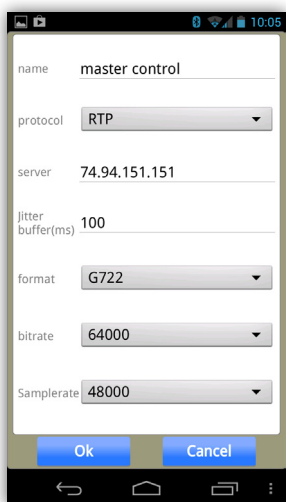 10:05
name master control
protocol RTP
server 74.94.151.151
Jitter
buffer(ms) 100
format G722
bitrate 64000
Samplerate 48000
Ok Cancel